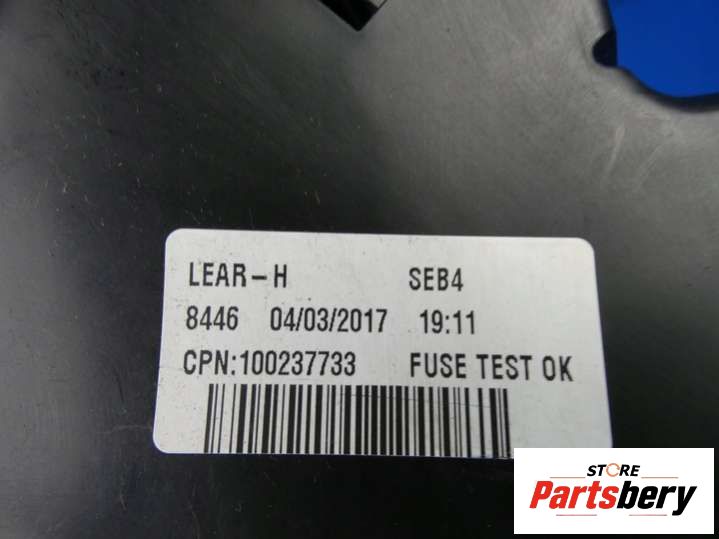 LEAR-H SEB4
8446 04/03/2017 19:11
CPN:100237733 FUSE TEST OK
STORE
Partsbery